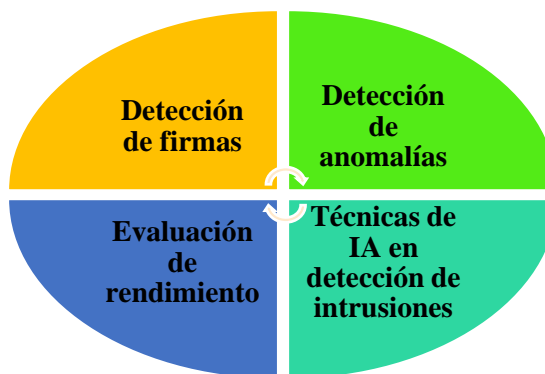 Detección
de firmas
Detección
de
anomalías
Evaluación
de
rendimiento
Técnicas de
IA en
detección de
intrusiones